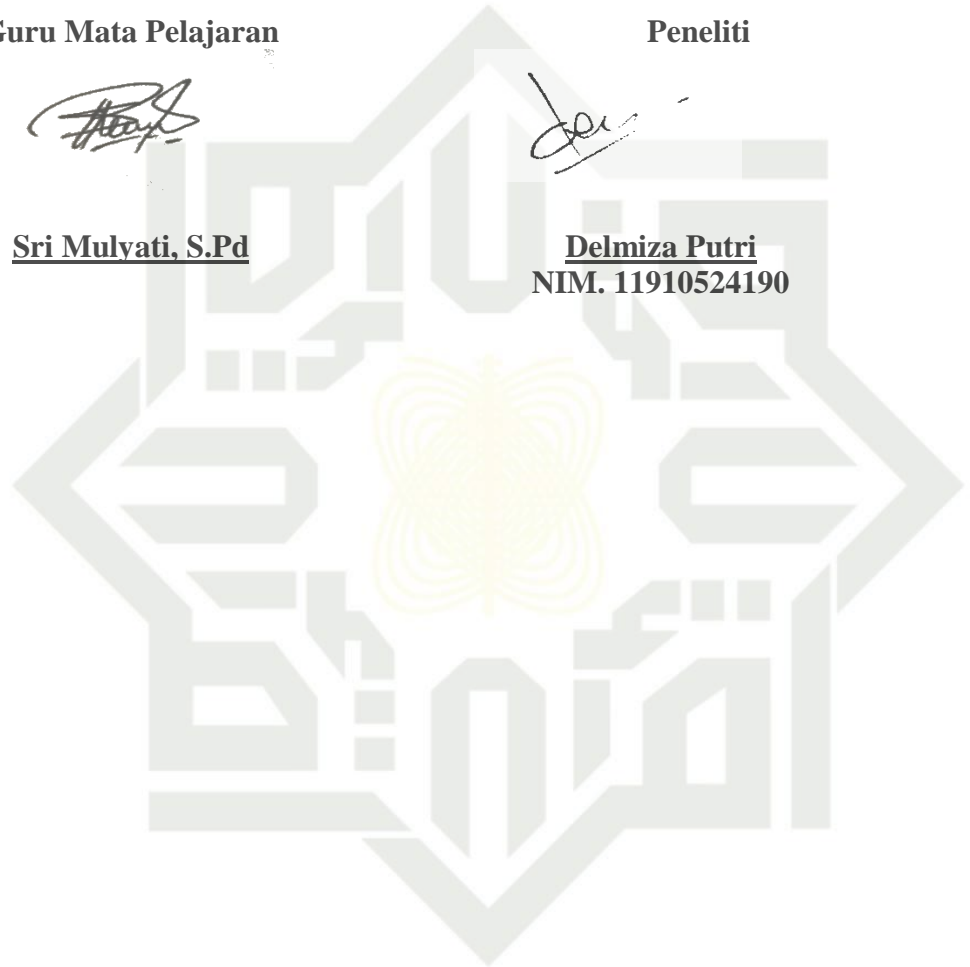 Guru Mata Pelajaran
Peneliti
Sri Mulyati, S.Pd
Delmiza Putri
NIM. 11910524190